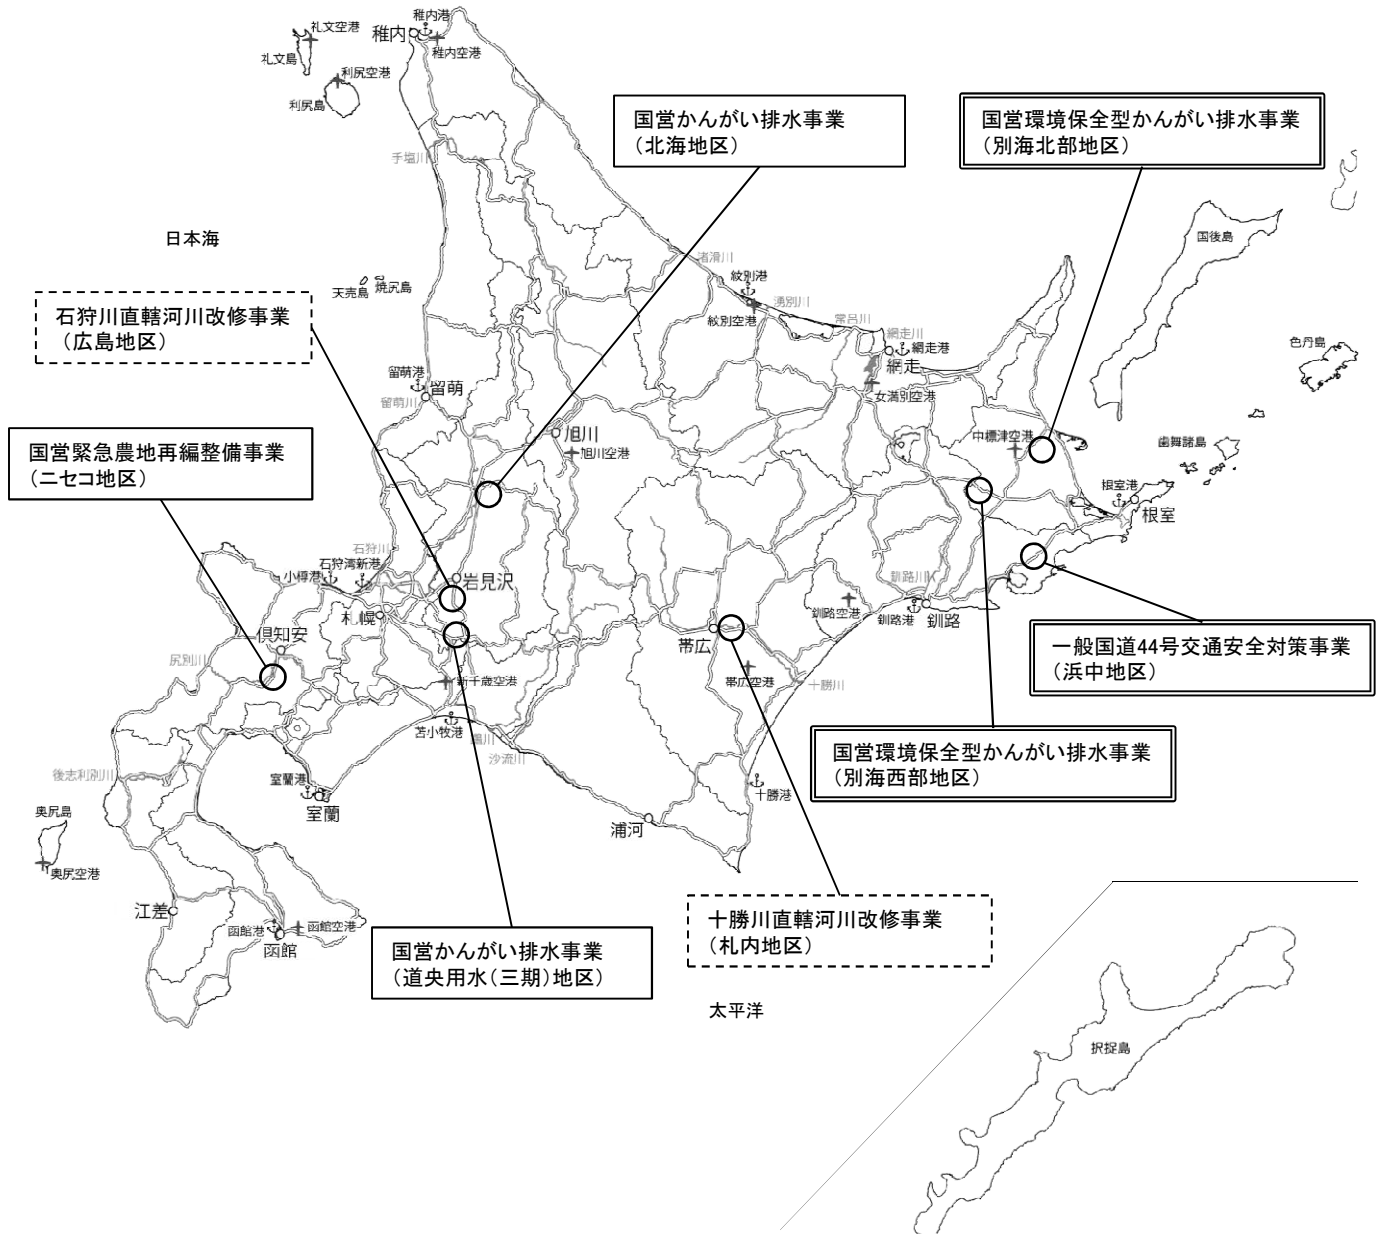 礼文空港
礼文島
利尻空港
利尻島
稚内港
稚内
稚内空港
国営かんがい排水事業
（北海地区）
国営環境保全型かんがい排水事業
（別海北部地区）
手塩川
日本海
国後島
渚滑川
紋別港
紋別空港
湧別川
常呂川
網走川
網走港
網走
女満別空港
天売島
焼尻島
石狩川直轄河川改修事業
（広島地区）
色丹島
留萌港
留萌
留萌川
旭川
旭川空港
中標津空港
歯舞諸島
国営緊急農地再編整備事業
（ニセコ地区）
根室港
根室
石狩川
石狩湾新港
小樽港
岩見沢
札幌
倶知安
尻別川
新千歳空港
釧路川
釧路空港
釧路港
釧路
帯広
帯広空港
十勝川
一般国道44号交通安全対策事業
（浜中地区）
苫小牧港
鵡川
沙流川
国営環境保全型かんがい排水事業
（別海西部地区）
後志利別川
室蘭港
室蘭
十勝港
浦河
奥尻島
奥尻空港
江差
函館港
函館空港
函館
十勝川直轄河川改修事業
（札内地区）
国営かんがい排水事業
（道央用水（三期）地区）
太平洋
択捉島